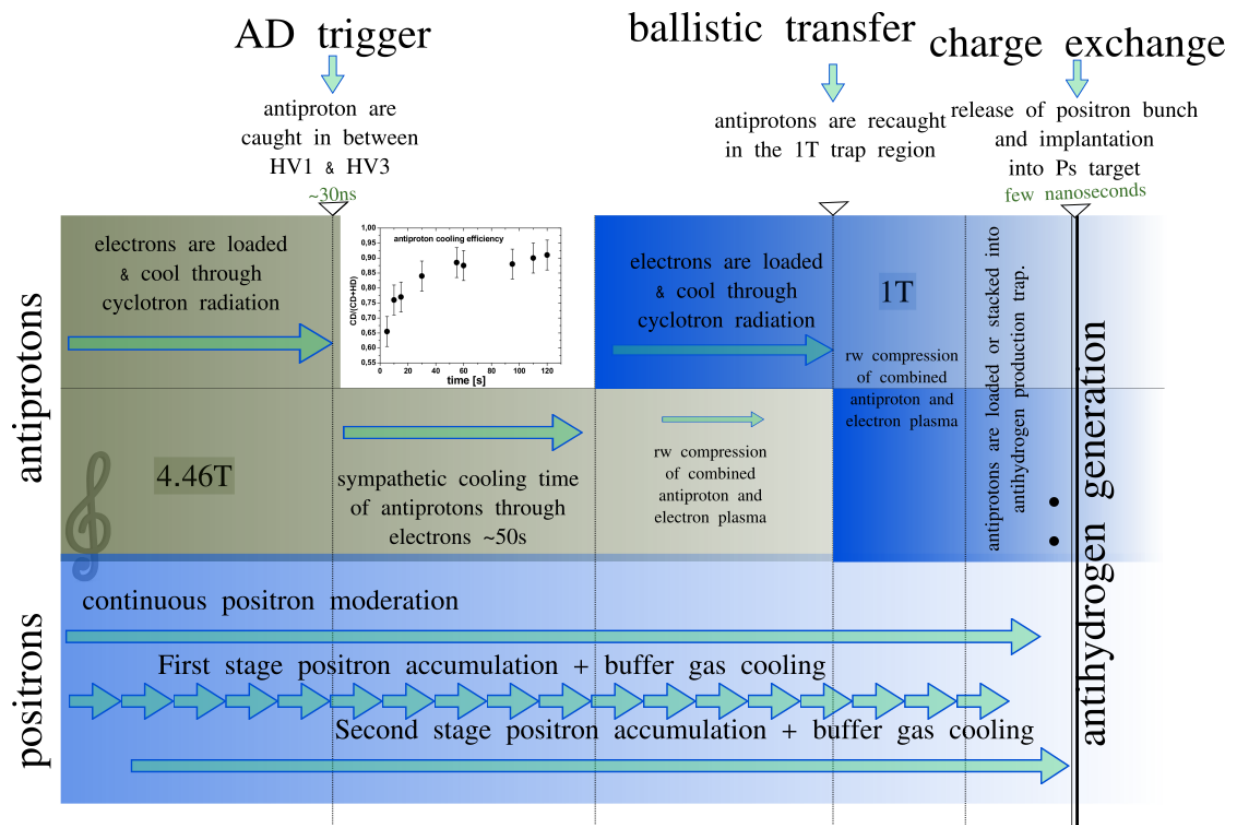 AD trigger
ballistic transfer
charge exchange
antiproton are
caught in between
HV1 & HV3
~30ns
antiprotons are recaught
in the 1T trap region
release of positron bunch
and implantation
into Ps target
few nanoseconds
antiprotons
electrons are loaded
& cool through
cyclotron radiation
antiproton cooling efficiency
CD/(CD+HD)
1,00
0,95
0,90
0,85
0,80
0,75
0,70
0,65
0,60
0,55
0 20 40 60 80 100 120
time [s]
electrons are loaded
& cool through
cyclotron radiation
1T
rw compression
of combined
antiproton and
electron plasma
antiprotons are loaded or stacked into
antihydrogen production trap.
antihydrogen generation
4.46T
sympathetic cooling time
of antiprotons through
electrons ~50s
rw compression
of combined
antiproton and
electron plasma
positrons
continuous positron moderation
First stage positron accumulation + buffer gas cooling
Second stage positron accumulation + buffer gas cooling